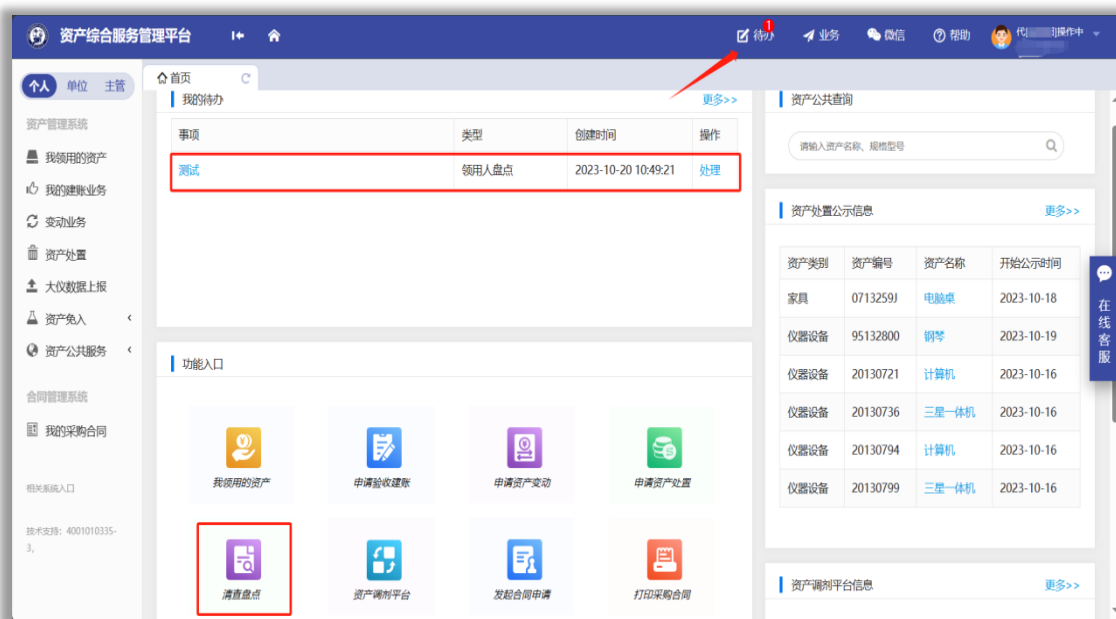 资产综合服务管理平台
待办
1
业务
微信
帮助
代[
]操作中
个人
单位
主管
资产管理系统
我领用的资产
我的建账业务
变动业务
资产处置
大仪数据上报
资产免入
资产公共服务
合同管理系统
我的采购合同
相关系统入口
技术支持：4001010335-
3,
首页
我的待办
更多>>
事项 类型 创建时间 操作
测试 领用人盘点 2023-10-20 10:49:21 处理
功能入口
我领用的资产 申请验收建账 申请资产变动 申请资产处置
清查盘点 资产调剂平台 发起合同申请 打印采购合同
资产公共查询
请输入资产名称、规格型号
资产处置公示信息 更多>>
资产类别 资产编号 资产名称 开始公示时间
家具 0713259J 电脑桌 2023-10-18
仪器设备 95132800 钢琴 2023-10-19
仪器设备 20130721 计算机 2023-10-16
仪器设备 20130736 三星一体机 2023-10-16
仪器设备 20130794 计算机 2023-10-16
仪器设备 20130799 三星一体机 2023-10-16
资产调剂平台信息 更多>>
在线客服